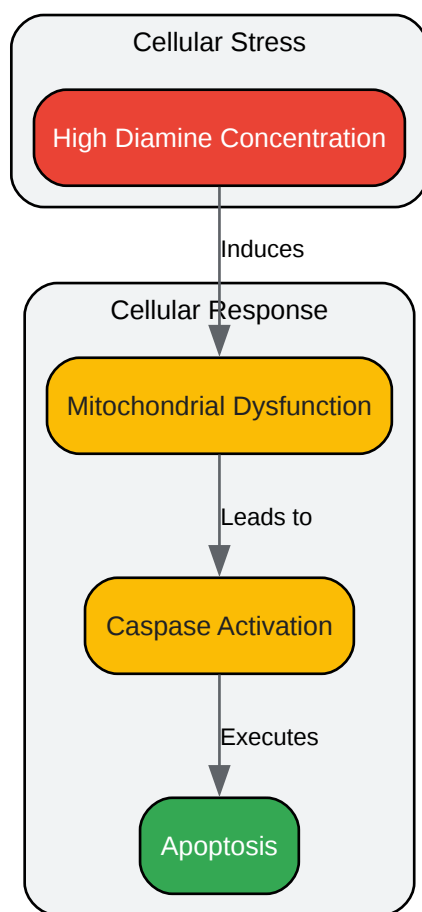 Cellular Stress
High Diamine Concentration
Induces
Cellular Response
Mitochondrial Dysfunction
Leads to
Caspase Activation
Executes
Apoptosis